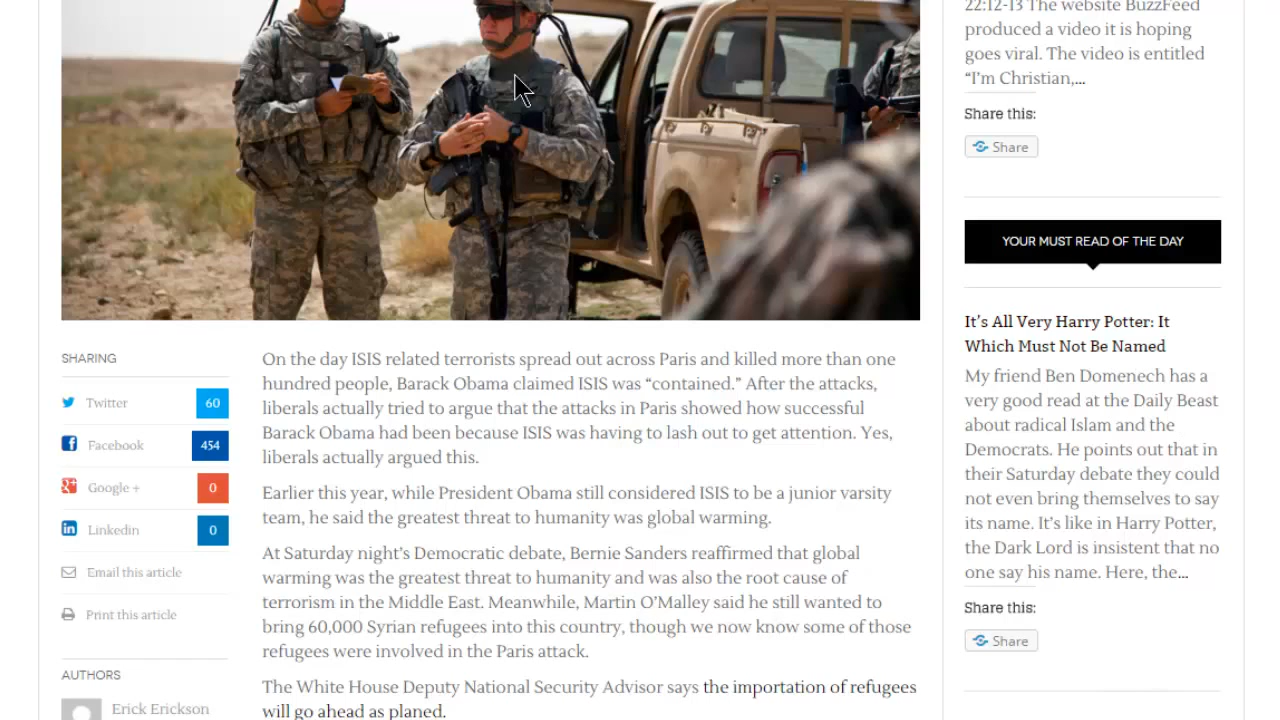 SHARING
Twitter 60
Facebook 454
Google + 0
Linkedin 0
Email this article
Print this article
AUTHORS
Erick Erickson
On the day ISIS related terrorists spread out across Paris and killed more than one
hundred people, Barack Obama claimed ISIS was “contained.” After the attacks,
liberals actually tried to argue that the attacks in Paris showed how successful
Barack Obama had been because ISIS was having to lash out to get attention. Yes,
liberals actually argued this.
Earlier this year, while President Obama still considered ISIS to be a junior varsity
team, he said the greatest threat to humanity was global warming.
At Saturday night’s Democratic debate, Bernie Sanders reaffirmed that global
warming was the greatest threat to humanity and was also the root cause of
terrorism in the Middle East. Meanwhile, Martin O’Malley said he still wanted to
bring 60,000 Syrian refugees into this country, though we now know some of those
refugees were involved in the Paris attack.
The White House Deputy National Security Advisor says the importation of refugees
will go ahead as planed.
22:12-13 The website BuzzFeed
produced a video it is hoping
goes viral. The video is entitled
“I’m Christian,...
Share this:
Share
YOUR MUST READ OF THE DAY
It’s All Very Harry Potter: It
Which Must Not Be Named
My friend Ben Domenech has a
very good read at the Daily Beast
about radical Islam and the
Democrats. He points out that in
their Saturday debate they could
not even bring themselves to say
its name. It’s like in Harry Potter,
the Dark Lord is insistent that no
one say his name. Here, the...
Share this:
Share